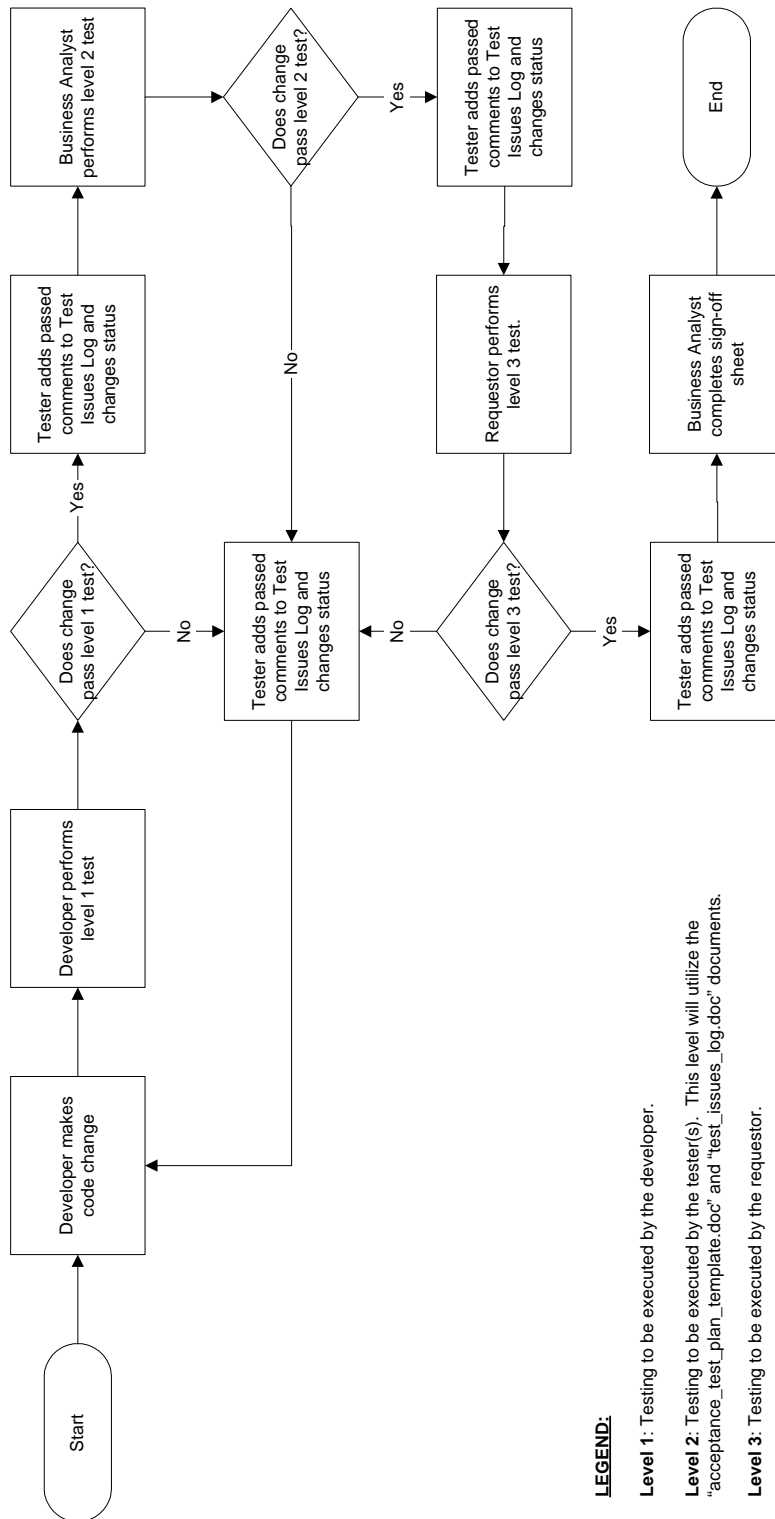 Start
Developer makes
code change
Developer performs
level 1 test
Does change
pass level 1 test?
Yes
Tester adds passed
comments to Test
Issues Log and
changes status
Business Analyst
performs level 2 test
No
Tester adds passed
comments to Test
Issues Log and
changes status
No
Does change
pass level 2 test?
Yes
No
Does change
pass level 3 test?
Requestor performs
level 3 test.
Tester adds passed
comments to Test
Issues Log and
changes status
Yes
Tester adds passed
comments to Test
Issues Log and
changes status
Business Analyst
completes sign-off
sheet
End
LEGEND:
Level 1: Testing to be executed by the developer.
Level 2: Testing to be executed by the tester(s). This level will utilize the
“acceptance_test_plan_template.doc” and “test_issues_log.doc” documents.
Level 3: Testing to be executed by the requestor.